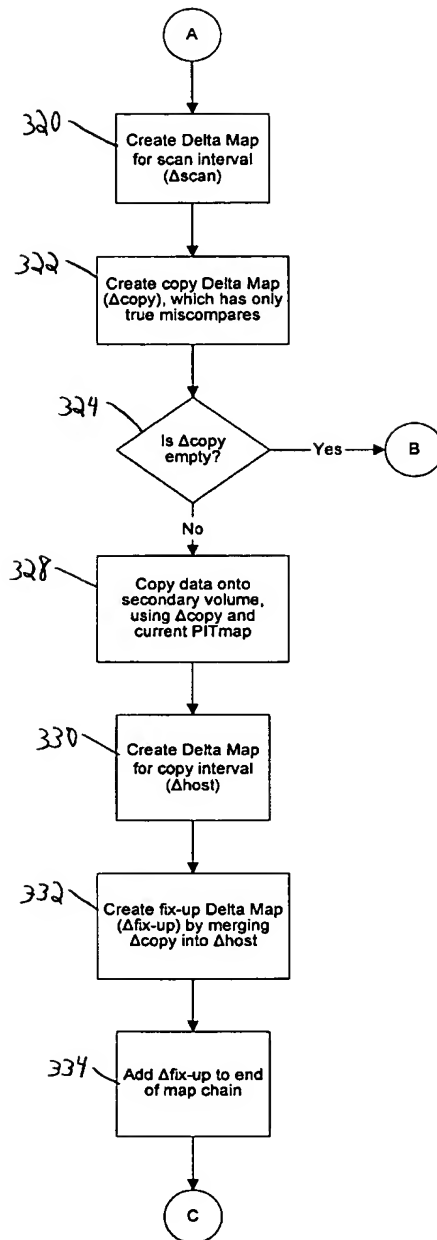 A
320
Create Delta Map
for scan interval
(Δscan)
322
Create copy Delta Map
(Δcopy), which has only
true miscompares
324
Is Δcopy
empty?
Yes
B
No
328
Copy data onto
secondary volume,
using Δcopy and
current PITmap
330
Create Delta Map
for copy interval
(Δhost)
332
Create fix-up Delta Map
(Δfix-up) by merging
Δcopy into Δhost
334
Add Δfix-up to end
of map chain
C